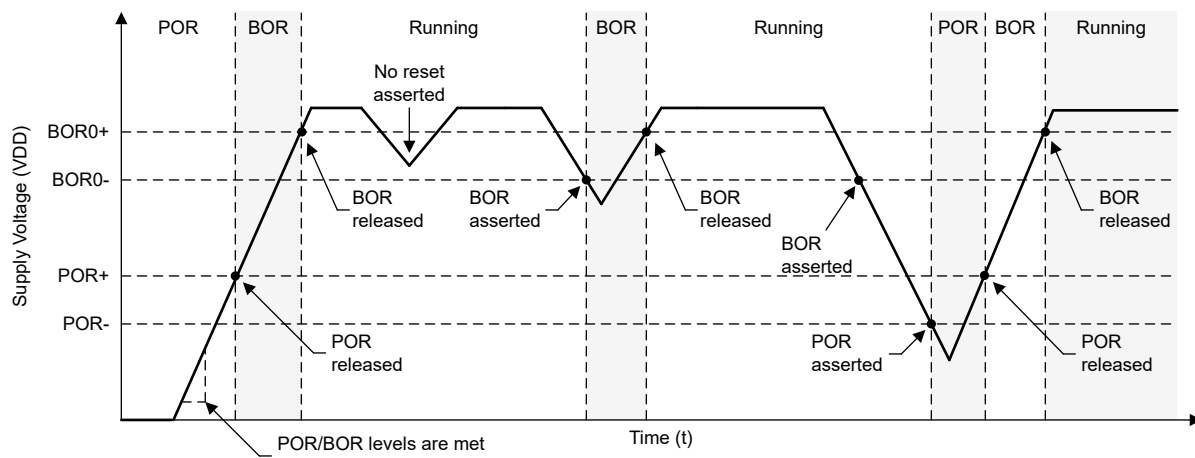 POR
BOR
Running
BOR
Running
POR
BOR
Running
No reset
asserted
Supply Voltage (VDD)
BOR0+
BOR0-
POR+
POR-
BOR
released
BOR
asserted
BOR
released
BOR
asserted
BOR
released
POR
released
POR
asserted
POR
released
POR/BOR levels are met
Time (t)